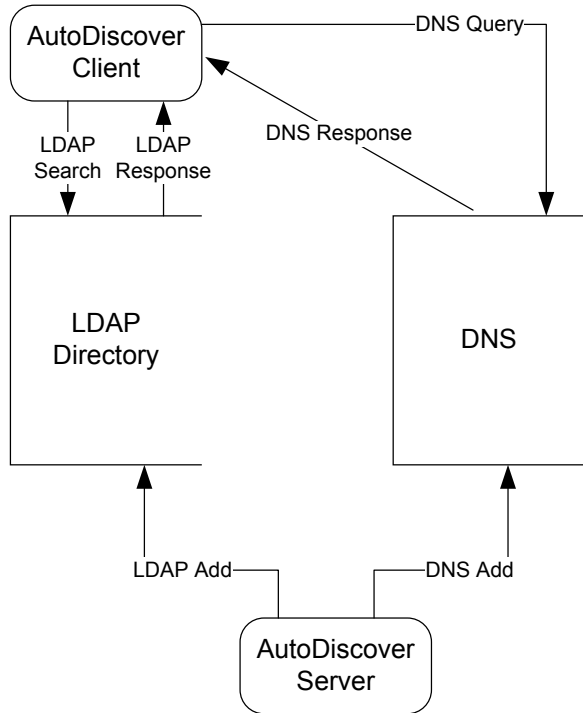 AutoDiscover
Client
DNS Query
DNS Response
LDAP
Search
LDAP
Response
LDAP
Directory
DNS
LDAP Add
DNS Add
AutoDiscover
Server